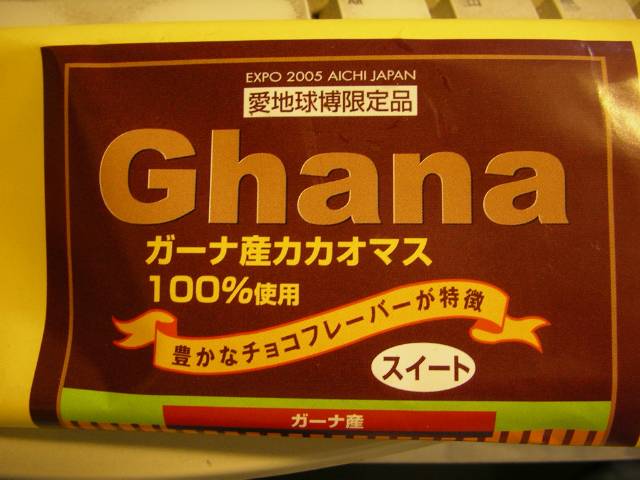 EXPO 2005 AICHI JAPAN
愛地球博限定品
Ghana
ガーナ産カカオマス
100%使用
豊かなチョコフレーバーが特徴
スイート
ガーナ産